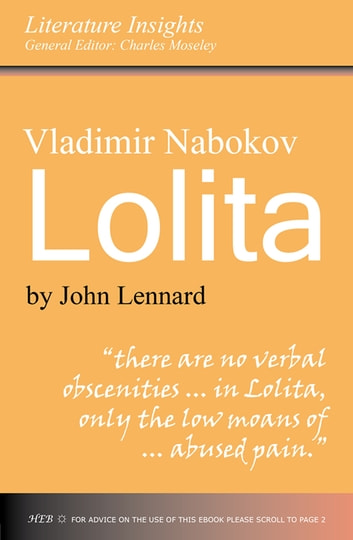 Literature Insights
General Editor: Charles Moseley
Vladimir Nabokov
Lolita
by John Lennard
“there are no verbal
obscenities ... in Lolita,
only the low moans of
... abused pain.”
HEB ☼ FOR ADVICE ON THE USE OF THIS EBOOK PLEASE SCROLL TO PAGE 2